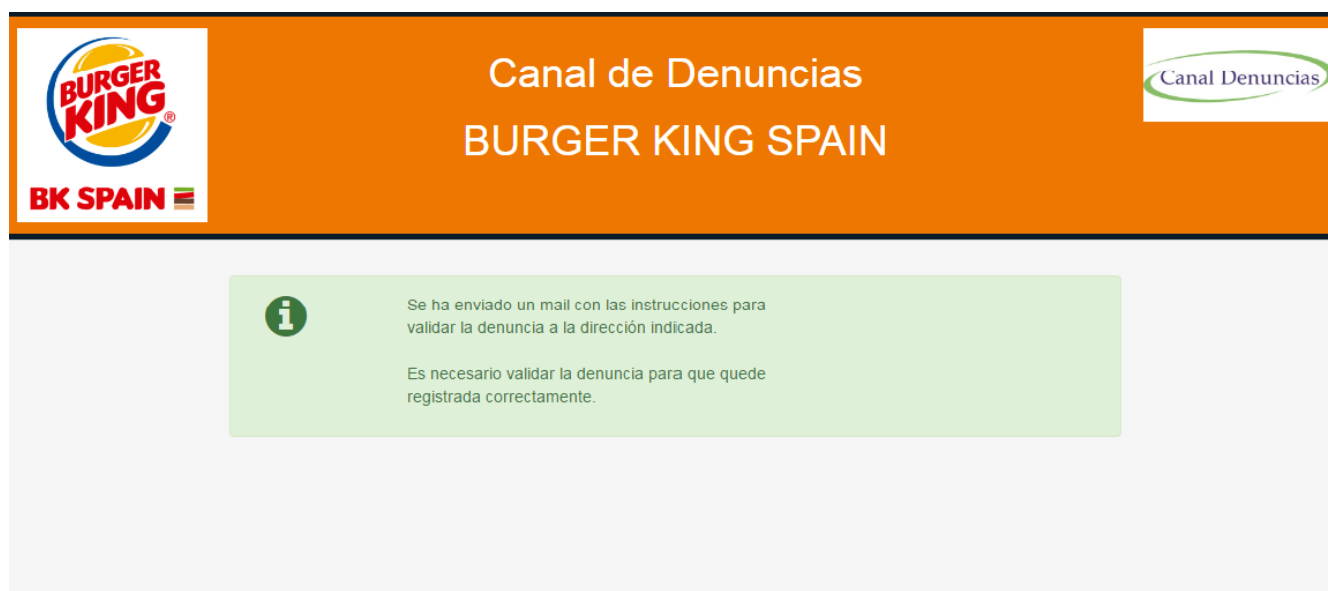 BURGER
KING®
BK SPAIN
Canal de Denuncias
BURGER KING SPAIN
Canal Denuncias
Se ha enviado un mail con las instrucciones para
validar la denuncia a la dirección indicada.
Es necesario validar la denuncia para que quede
registrada correctamente.